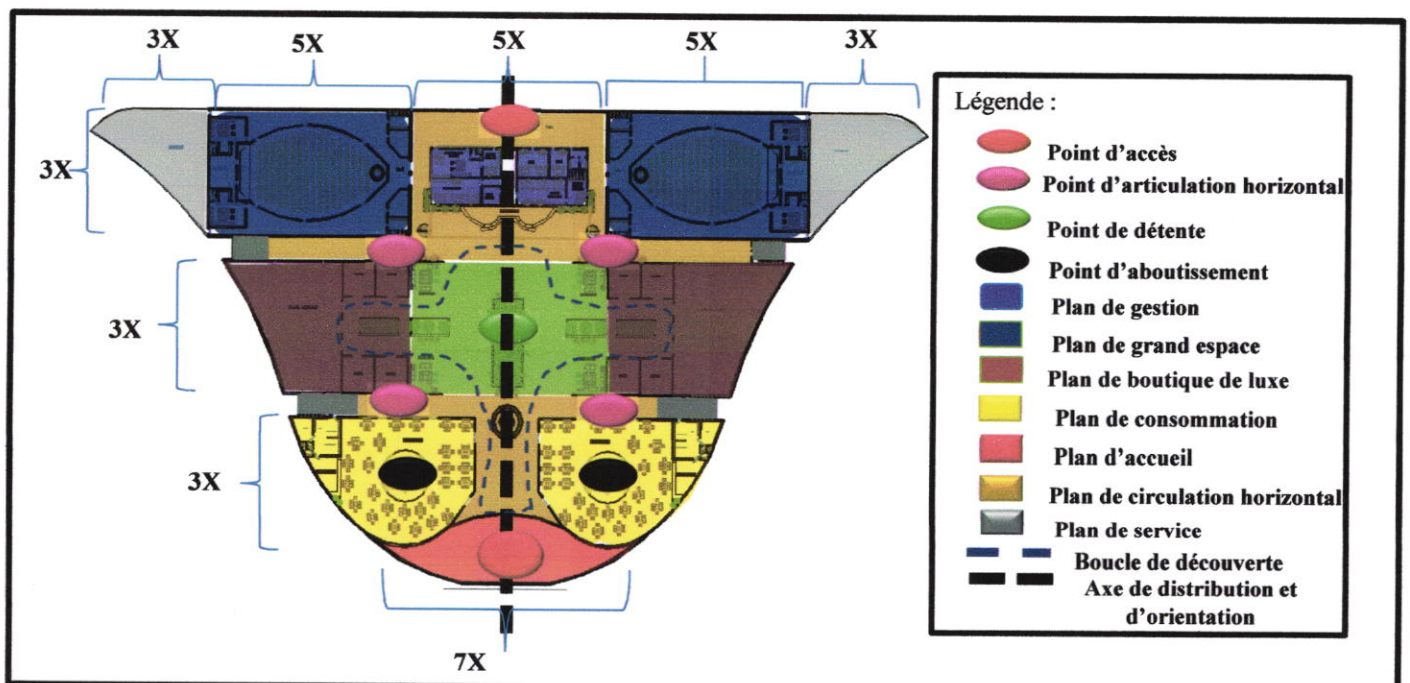 3X
5X
5X
5X
3X
3X
3X
3X
7X
Légende :
Point d'accès
Point d'articulation horizontal
Point de détente
Point d'aboutissement
Plan de gestion
Plan de grand espace
Plan de boutique de luxe
Plan de consommation
Plan d'accueil
Plan de circulation horizontal
Plan de service
Boucle de découverte
Axe de distribution et
d'orientation